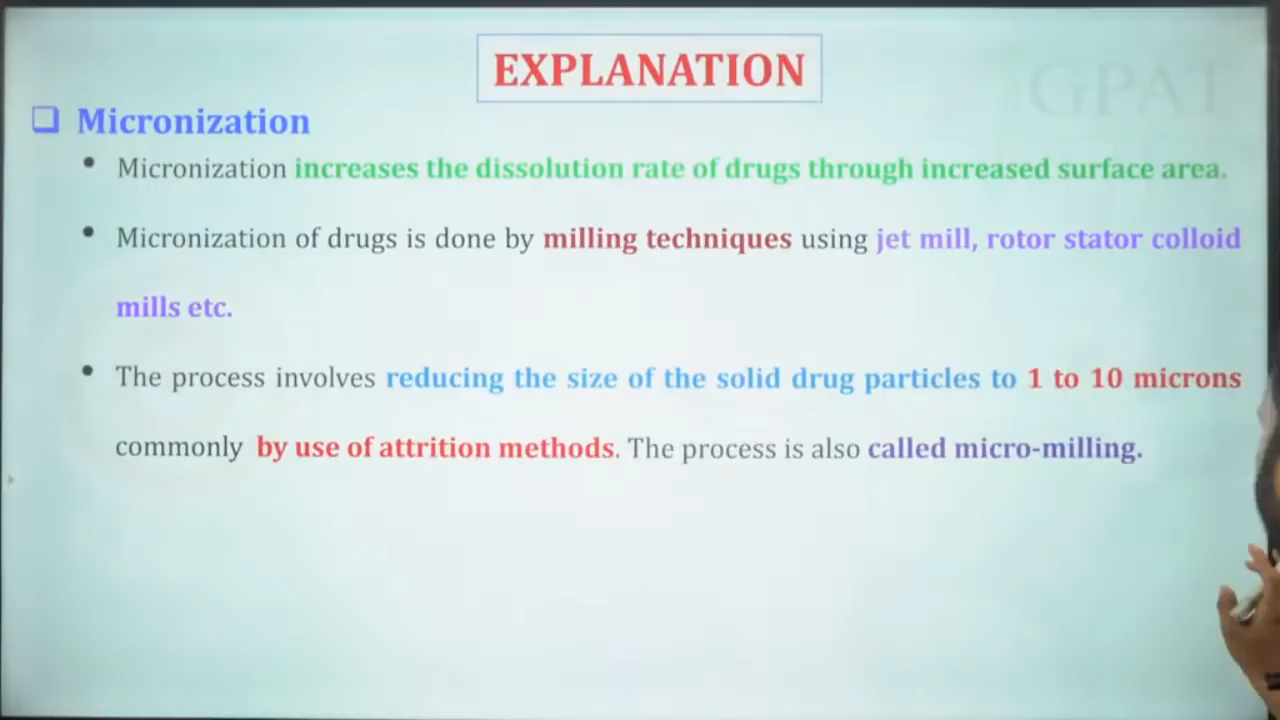 GPAT
EXPLANATION
❑ Micronization
• Micronization increases the dissolution rate of drugs through increased surface area.
• Micronization of drugs is done by milling techniques using jet mill, rotor stator colloid
mills etc.
• The process involves reducing the size of the solid drug particles to 1 to 10 microns
commonly by use of attrition methods. The process is also called micro-milling.